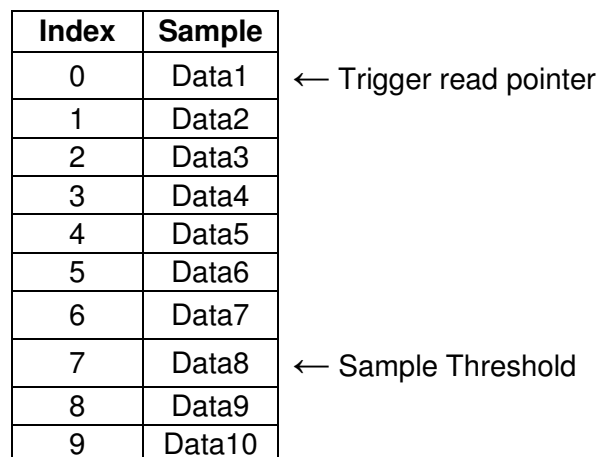 Index Sample
0 Data1 ← Trigger read pointer
1 Data2
2 Data3
3 Data4
4 Data5
5 Data6
6 Data7
7 Data8 ← Sample Threshold
8 Data9
9 Data10